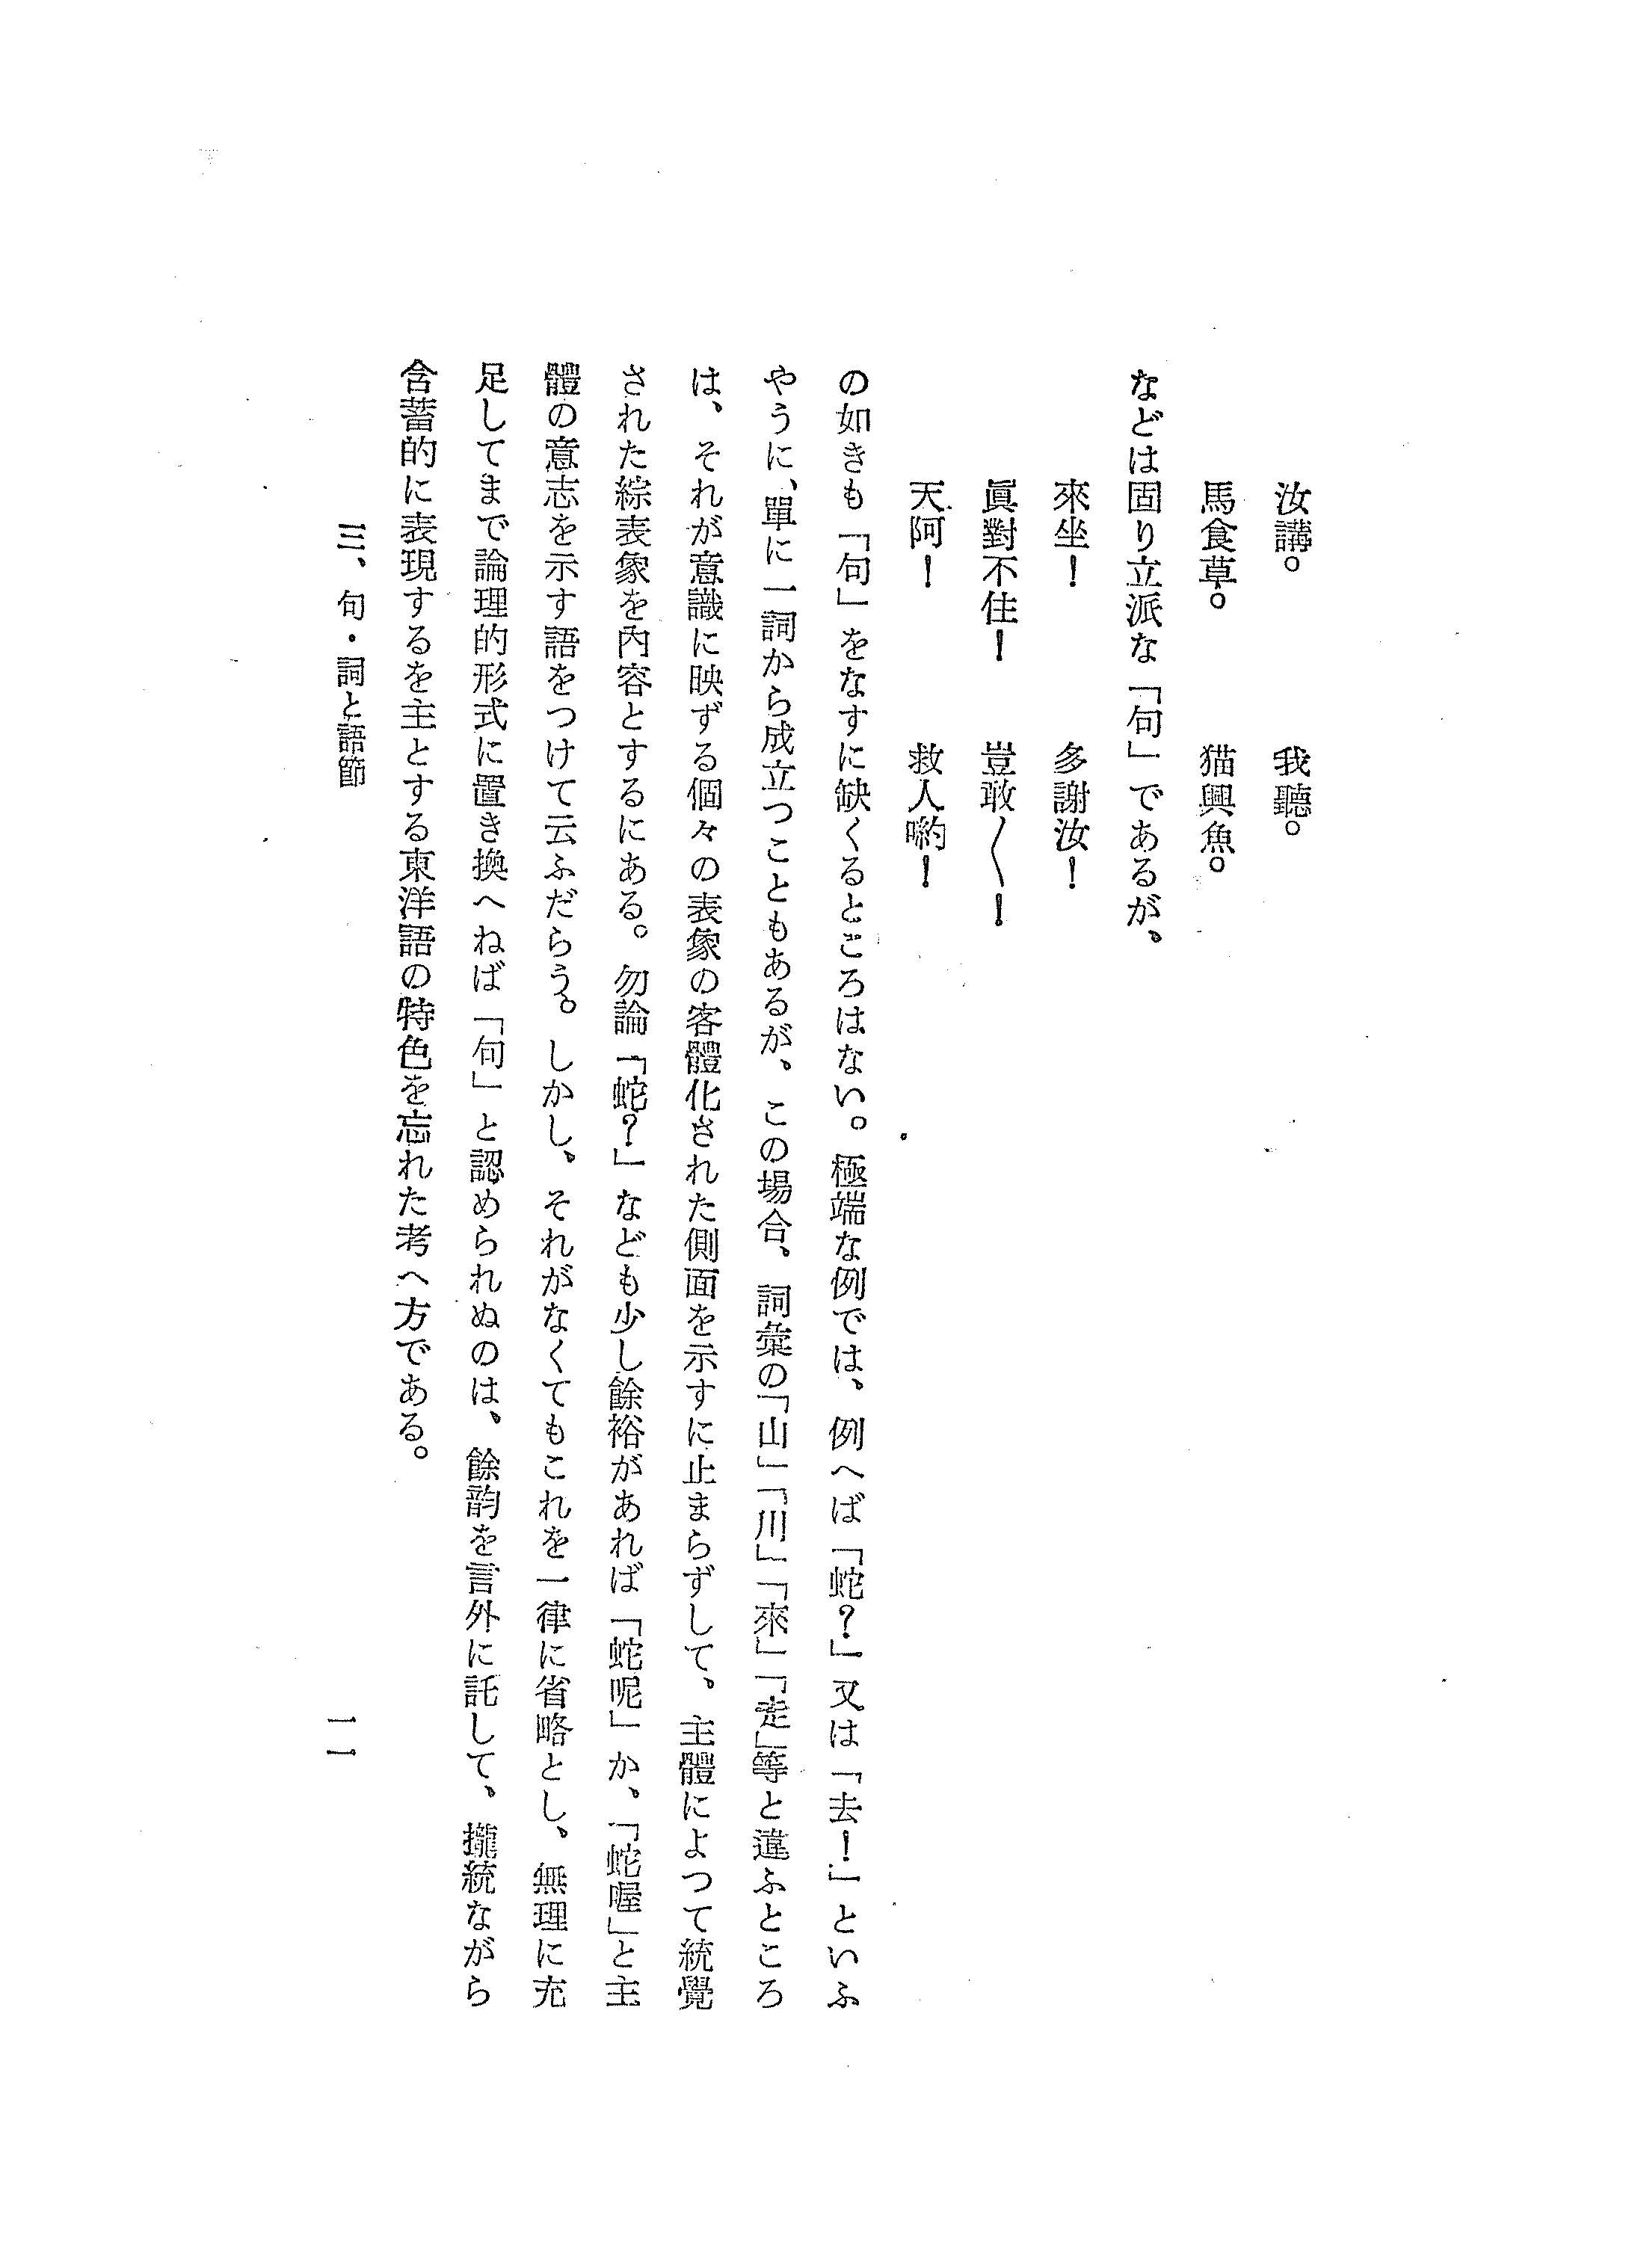 汝講。　我聽。
馬食草。　猫興魚。
などは固り立派な「句」であるが、
來坐！　多謝汝！
眞對不住！　豈敢〱！
天阿！　救人喲！
の如きも「句」をなすに缺くるところはない。極端な例では、例へば「蛇？」又は「去！」といふ
やうに、單に一詞から成立つこともあるが、この場合、詞彙の「山」「川」「來」「走」等と違ふところ
は、それが意識に映ずる個々の表象の客體化された側面を示すに止まらずして、主體によつて統覺
された綜表象を內容とするにある。勿論「蛇？」なども少し餘裕があれば「蛇呢」か、「蛇喔」と主
體の意志を示す語をつけて云ふだらう。しかし、それがなくてもこれを一律に省略とし、無理に充
足してまで論理的形式に置き換へねば「句」と認められぬのは、餘韵を言外に託して、攏統ながら
含蓄的に表現するを主とする東洋語の特色を忘れた考へ方である。
三、句・詞と語節
一一